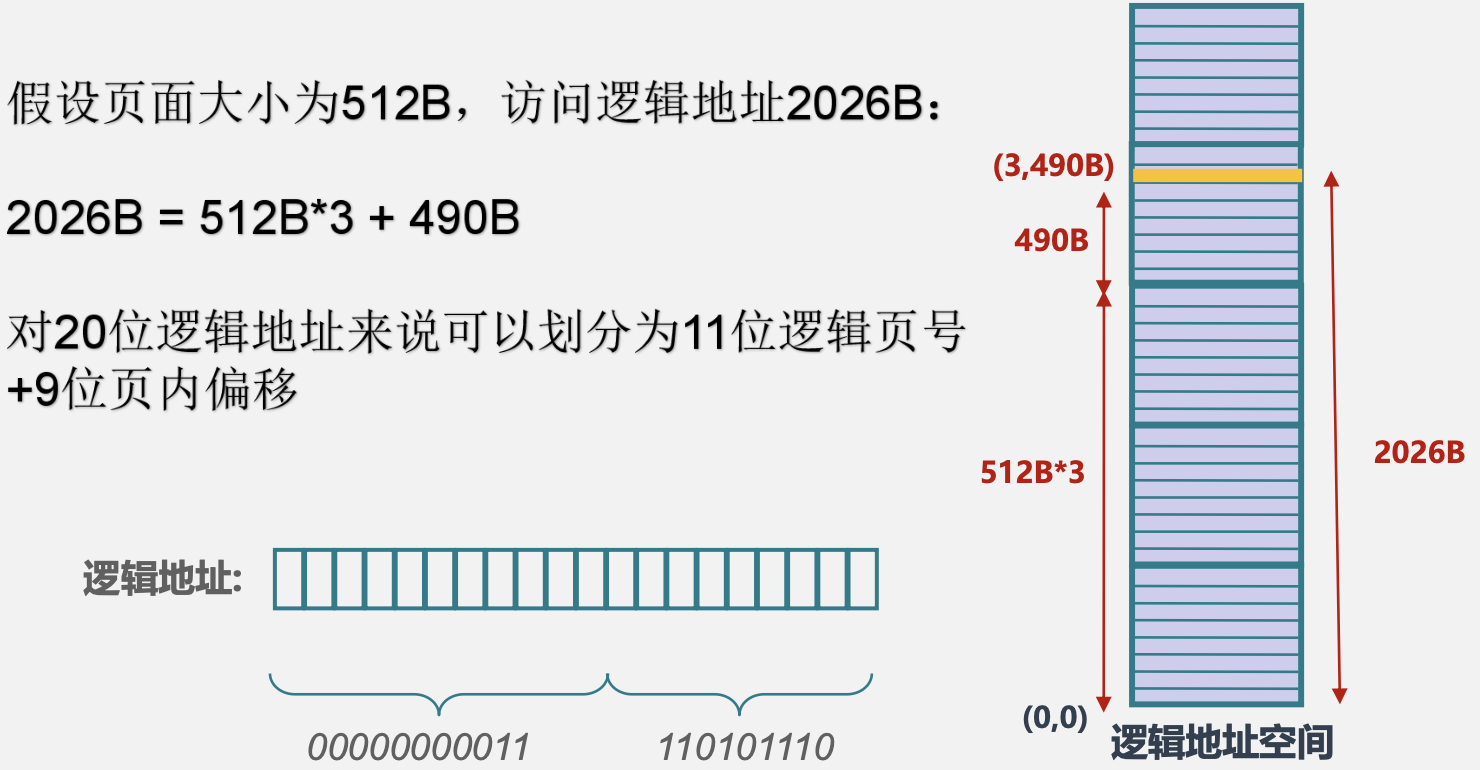 假设页面大小为512B，访问逻辑地址2026B：
2026B = 512B*3 + 490B
对20位逻辑地址来说可以划分为11位逻辑页号
+9位页内偏移
逻辑地址:
00000000011
110101110
(3,490B)
490B
512B*3
2026B
(0,0)
逻辑地址空间